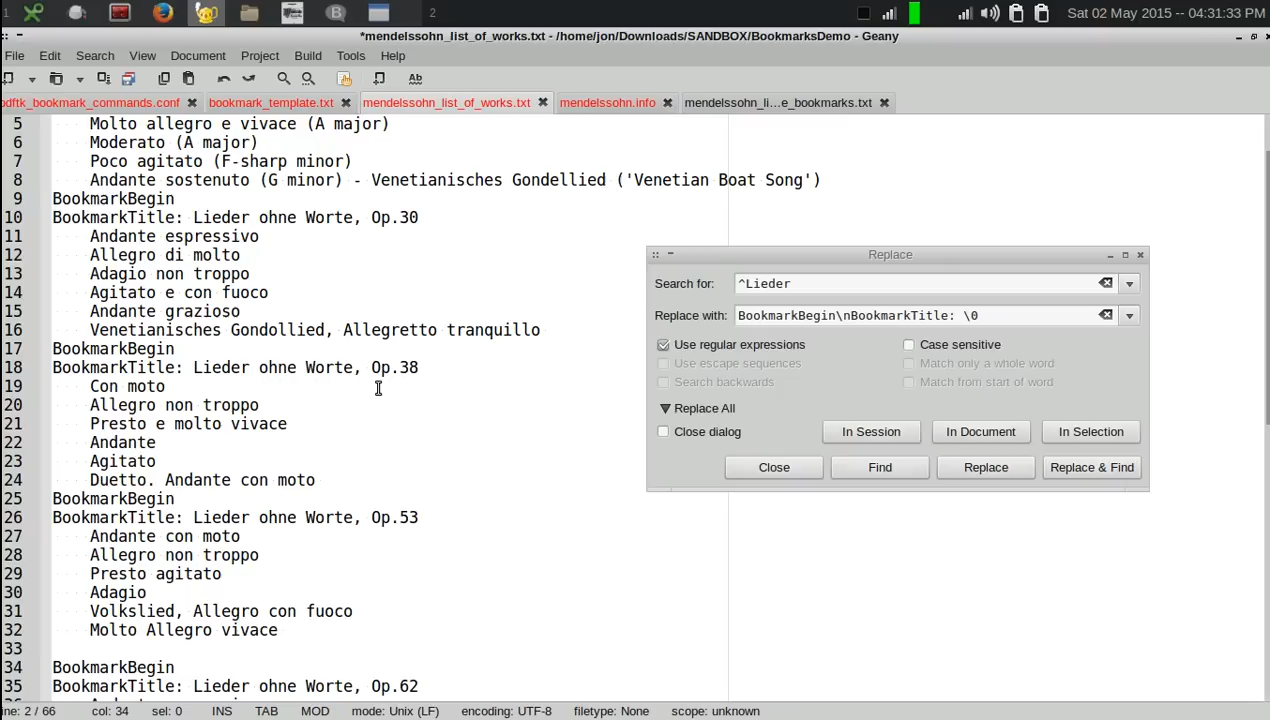 2
Sat 02 May 2015 -- 04:31:33 PM
*mendelssohn_list_of_works.txt - /home/jon/Downloads/SANDBOX/BookmarksDemo - Geany
File Edit Search View Document Project Build Tools Help
pdftk_bookmark_commands.conf bookmark_template.txt mendelssohn_list_of_works.txt mendelssohn.info mendelssohn_li...e_bookmarks.txt
5 Molto allegro e vivace (A major)
6 Moderato (A major)
7 Poco agitato (F-sharp minor)
8 Andante sostenuto (G minor) - Venetianisches Gondellied ('Venetian Boat Song')
9 BookmarkBegin
10 BookmarkTitle: Lieder ohne Worte, Op.30
11 Andante espressivo
12 Allegro di molto
13 Adagio non troppo
14 Agitato e con fuoco
15 Andante grazioso
16 Venetianisches Gondollied, Allegretto tranquillo
17 BookmarkBegin
18 BookmarkTitle: Lieder ohne Worte, Op.38
19 Con moto
20 Allegro non troppo
21 Presto e molto vivace
22 Andante
23 Agitato
24 Duetto. Andante con moto
25 BookmarkBegin
26 BookmarkTitle: Lieder ohne Worte, Op.53
27 Andante con moto
28 Allegro non troppo
29 Presto agitato
30 Adagio
31 Volkslied, Allegro con fuoco
32 Molto Allegro vivace
33
34 BookmarkBegin
35 BookmarkTitle: Lieder ohne Worte, Op.62
Replace
Search for: ^Lieder
Replace with: BookmarkBegin\nBookmarkTitle: \0
Use regular expressions Case sensitive
Use escape sequences Match only a whole word
Search backwards Match from start of word
Replace All
Close dialog In Session In Document In Selection
Close Find Replace Replace & Find
line: 2 / 66 col: 34 sel: 0 INS TAB MOD mode: Unix (LF) encoding: UTF-8 filetype: None scope: unknown